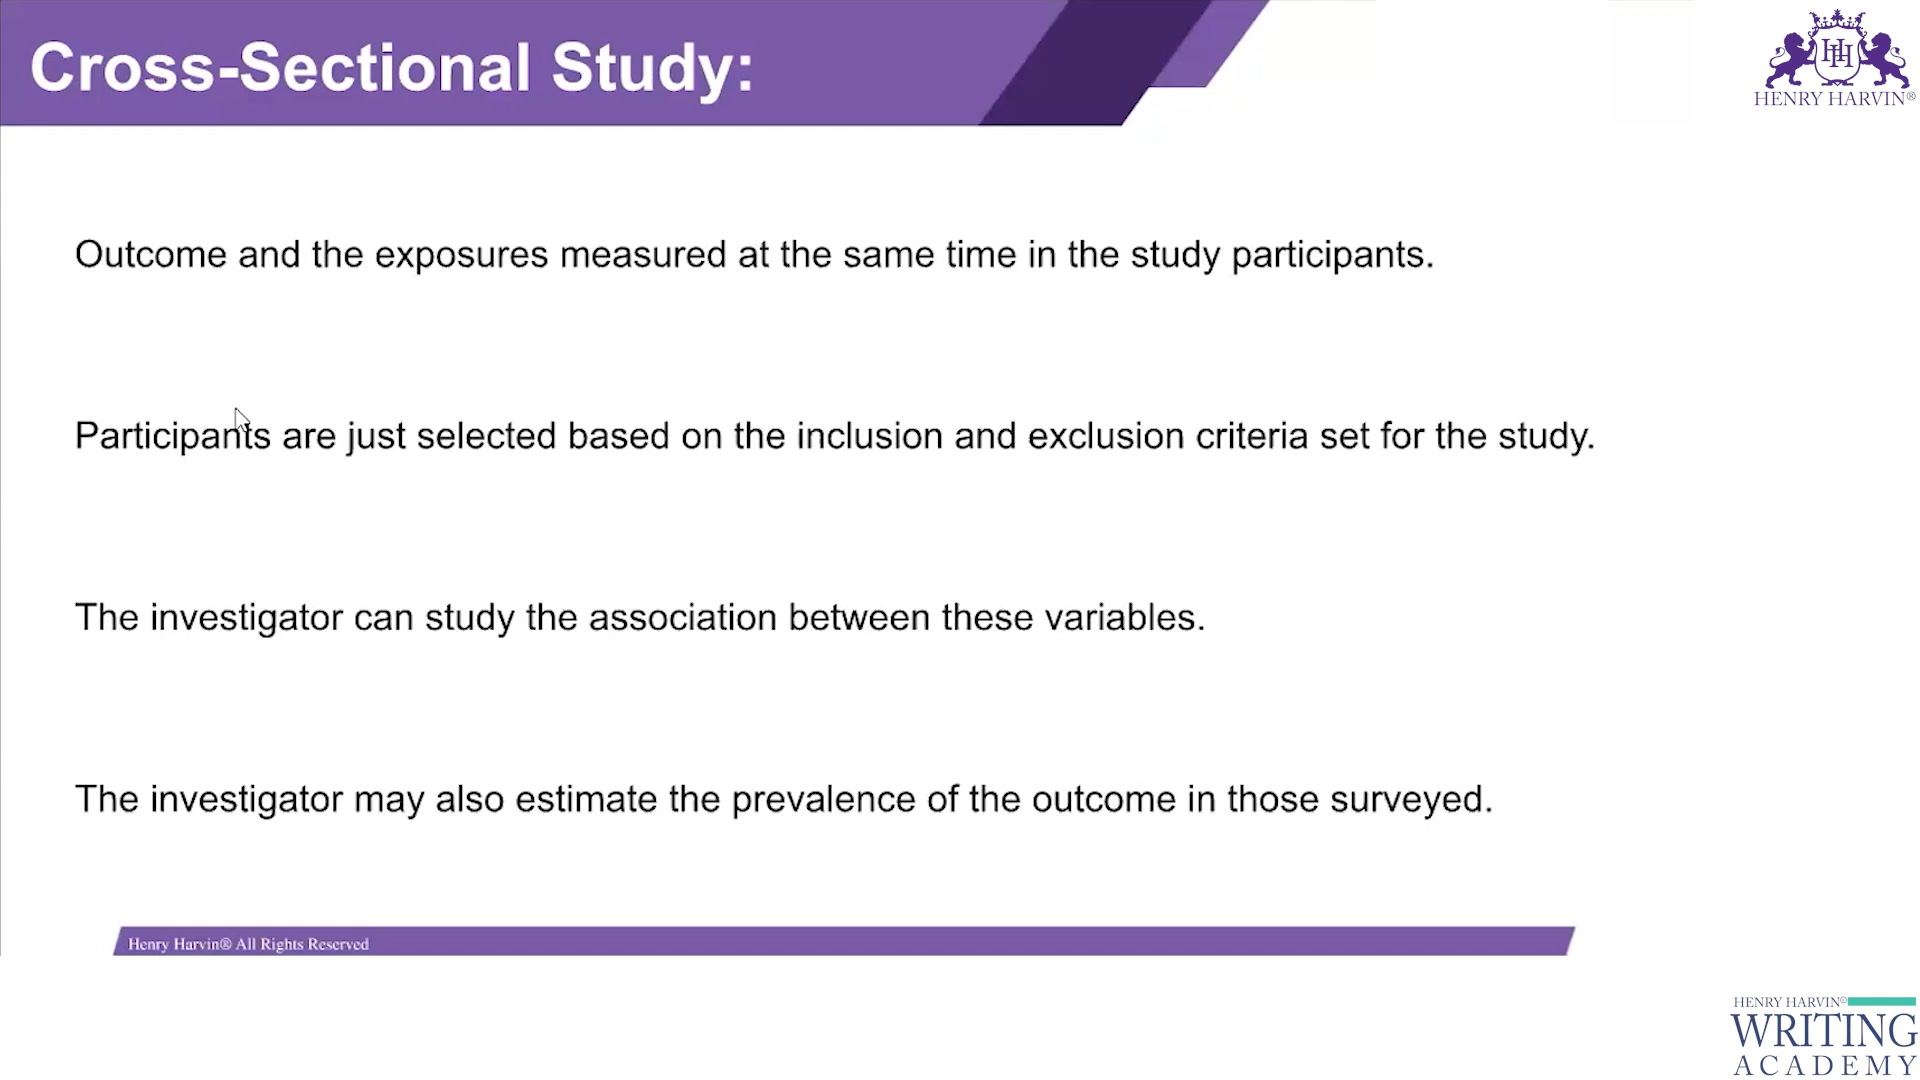 Cross-Sectional Study:
HENRY HARVIN®
Outcome and the exposures measured at the same time in the study participants.
Participants are just selected based on the inclusion and exclusion criteria set for the study.
The investigator can study the association between these variables.
The investigator may also estimate the prevalence of the outcome in those surveyed.
Henry Harvin® All Rights Reserved
HENRY HARVIN®
WRITING
ACADEMY